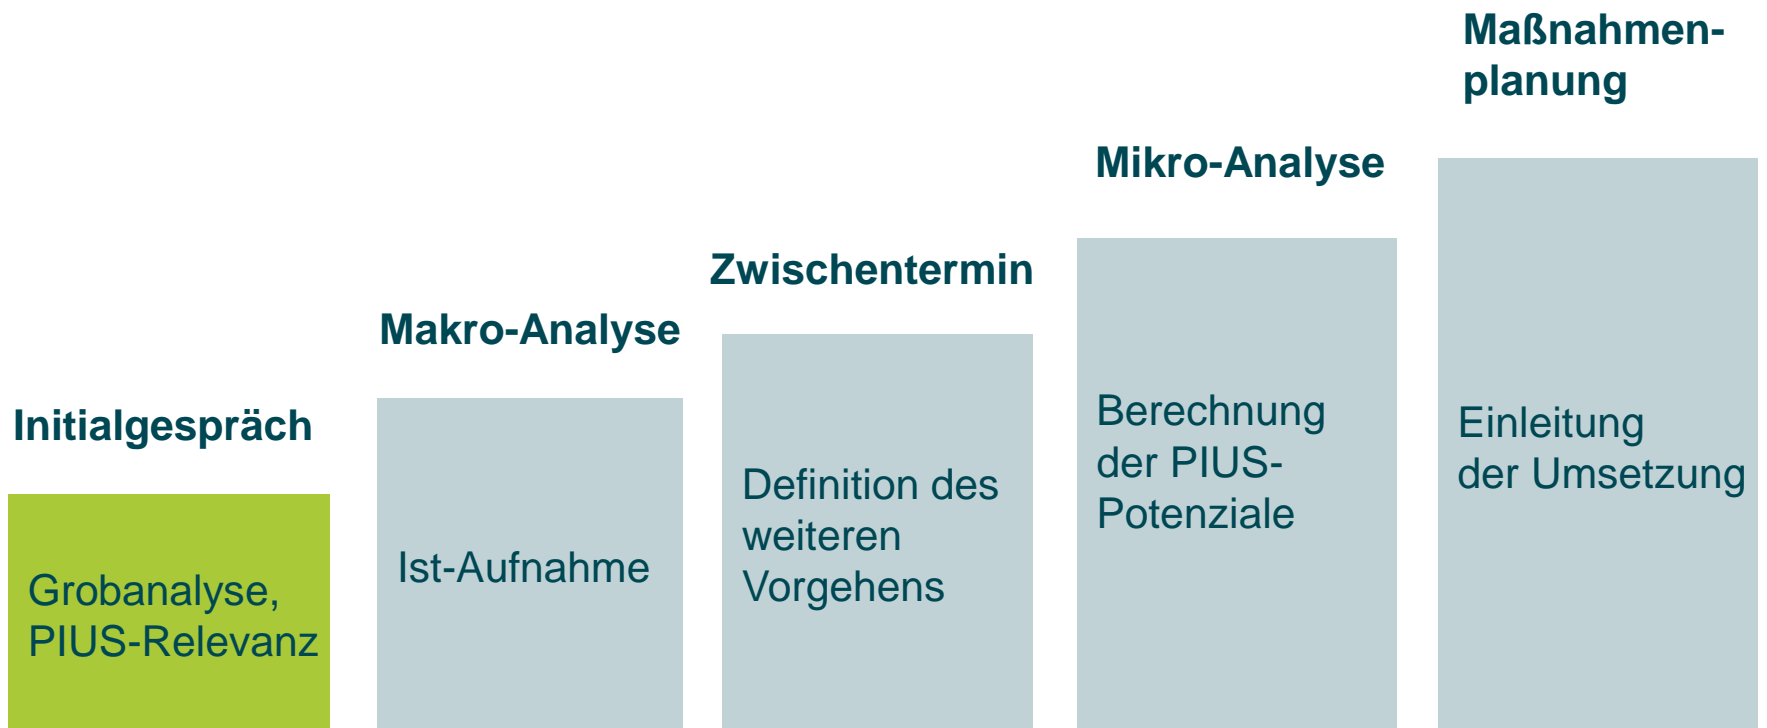 Initialgespräch
Grobanalyse,
PIUS-Relevanz
Makro-Analyse
Ist-Aufnahme
Zwischentermin
Definition des
weiteren
Vorgehens
Mikro-Analyse
Berechnung
der PIUS-
Potenziale
Maßnahmen-
planung
Einleitung
der Umsetzung